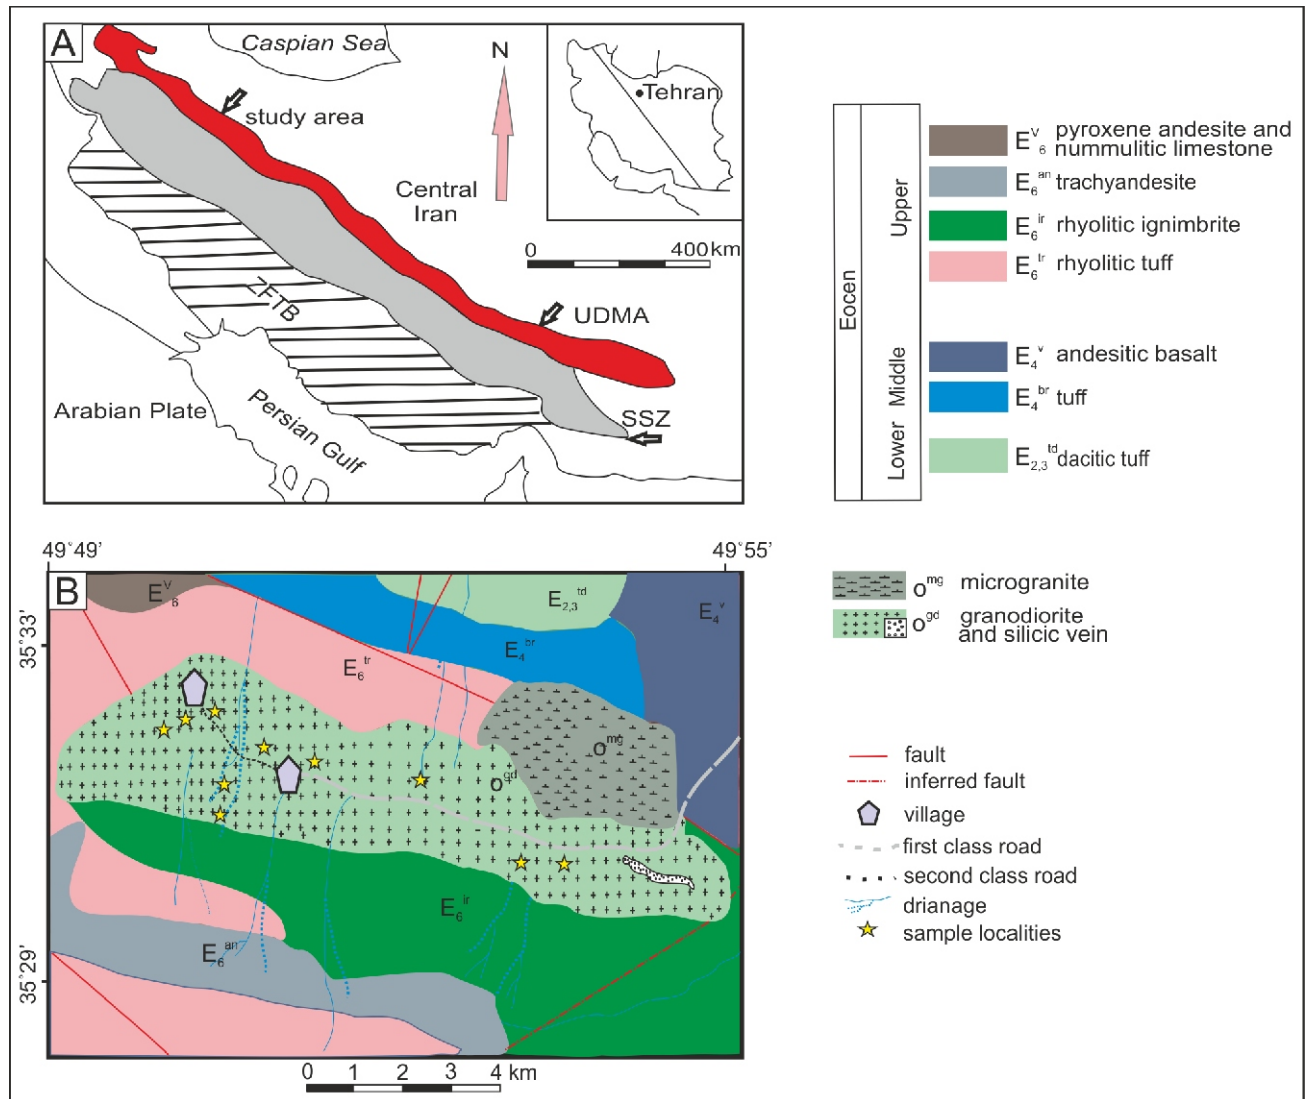 A
Caspian Sea
N
Tehran
study area
Central
Iran
0 400km
ZFTB
UDMA
Arabian Plate
Persian Gulf
SSZ
Eocen
Upper
Middle
Lower
E6V pyroxene andesite and
nummulitic limestone
E6an trachyandesite
E6ir rhyolitic ignimbrite
E6tr rhyolitic tuff
E4v andesitic basalt
E4br tuff
E2,3td dacitic tuff
omg microgranite
ogd granodiorite
and silicic vein
fault
inferred fault
village
first class road
second class road
drianage
sample localities
49°49'
49°55'
B
35°33'
35°29'
E6V
E2,3td
E4v
E4br
E6tr
omg
ogd
E6ir
E6an
0 1 2 3 4 km